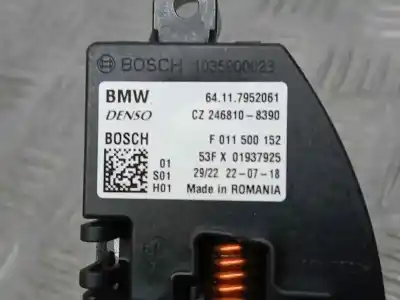 BOSCH 1035900023
BMW 64.11.7952061
DENSO CZ 246810-8390
BOSCH F 011 500 152
01 53F X 01937925
S01 29/22 22-07-18
H01 Made in ROMANIA